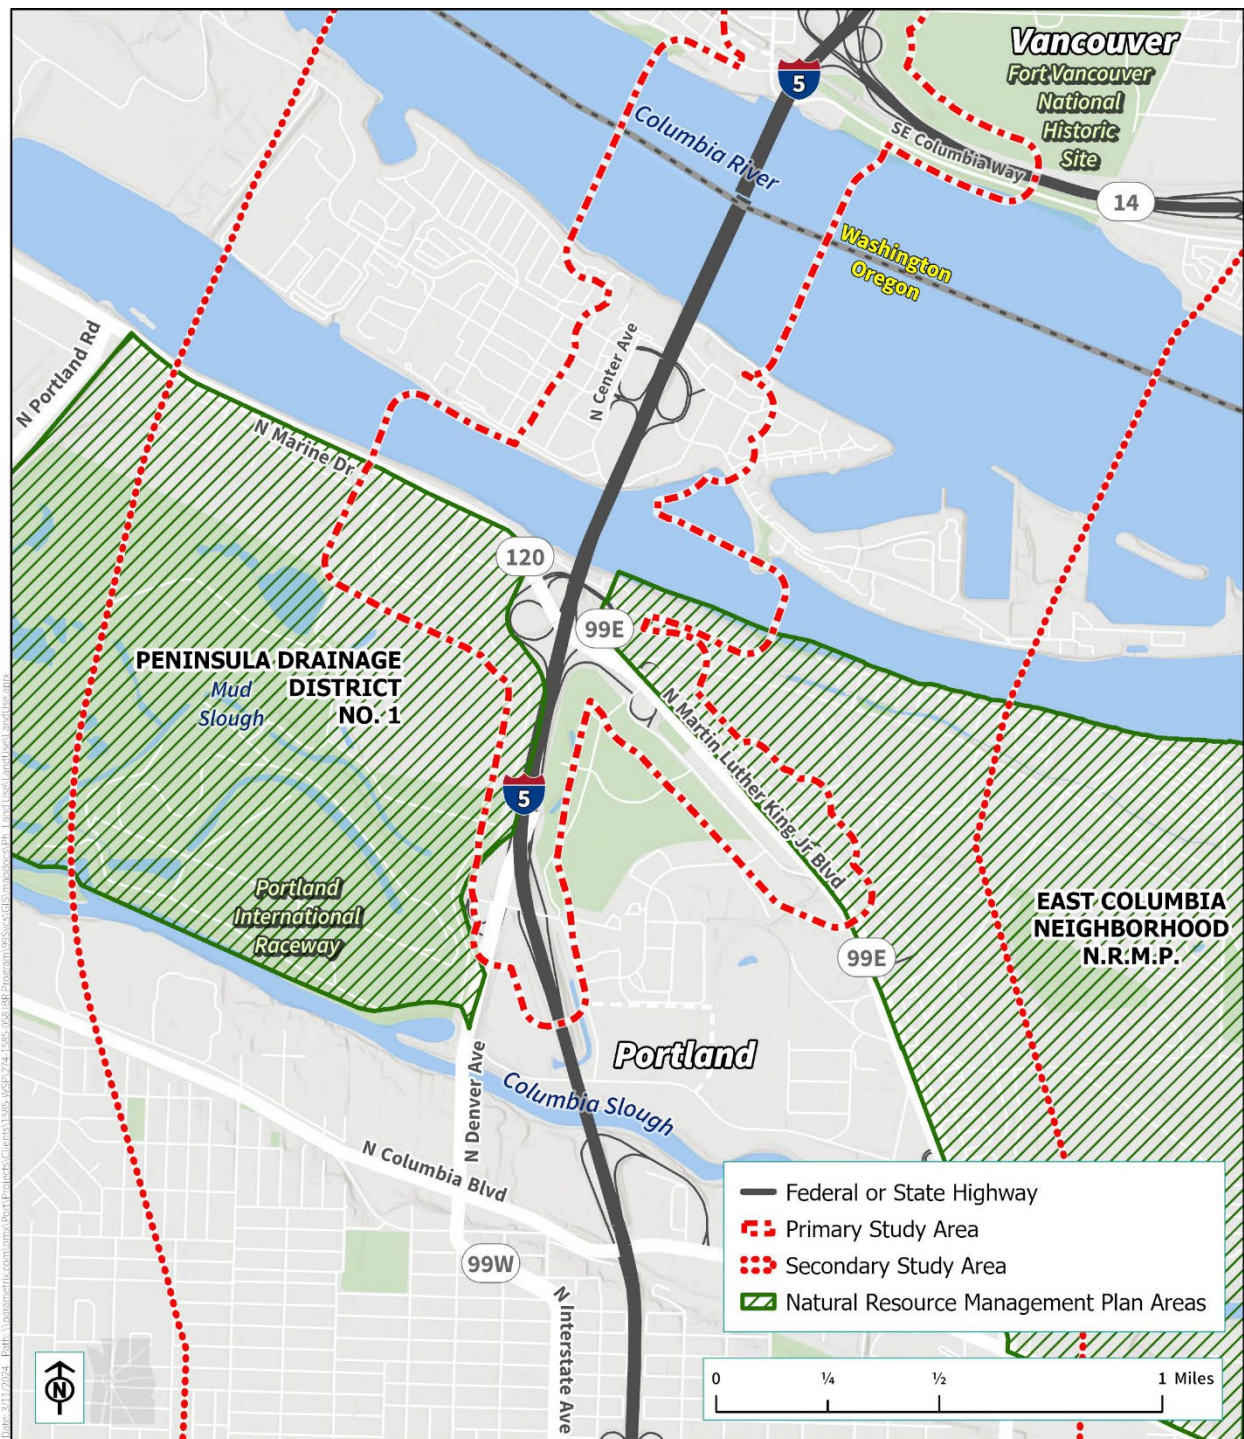 Vancouver
Fort Vancouver
National
Historic
Site
5
Columbia River
SE Columbia Way
14
Washington
Oregon
N Portland Rd
N Center Ave
N Marine Dr
120
99E
PENINSULA DRAINAGE
DISTRICT
NO. 1
Mud
Slough
N Martin Luther King Jr Blvd
5
Portland
International
Raceway
EAST COLUMBIA
NEIGHBORHOOD
N.R.M.P.
99E
Portland
N Denver Ave
Columbia Slough
N Columbia Blvd
99W
N Interstate Ave
Federal or State Highway
Primary Study Area
Secondary Study Area
Natural Resource Management Plan Areas
N
0 ¼ ½ 1 Miles